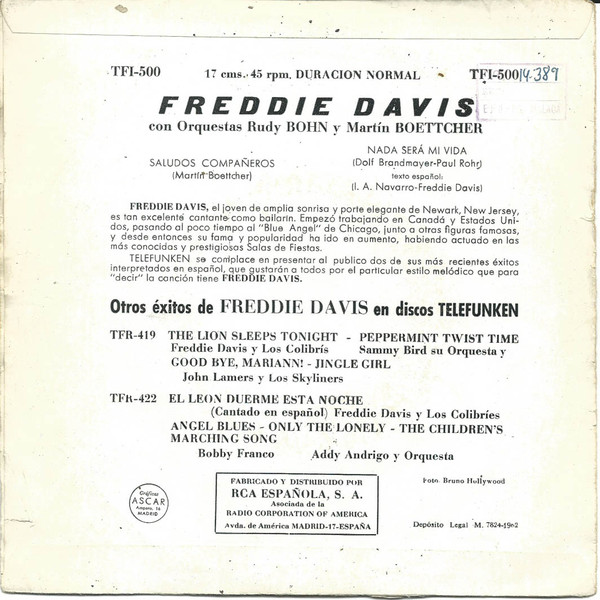 TFI-500 17 cms. 45 rpm. DURACION NORMAL TFI-500 14.389
FREDDIE DAVIS
con Orquestas Rudy BOHN y Martín BOETTCHER
SALUDOS COMPAÑEROS
(Martin Boettcher)
NADA SERÁ MI VIDA
(Dolf Brandmayer-Paul Rohr)
texto español:
(I. A. Navarro-Freddie Davis)
FREDDIE DAVIS, el joven de amplia sonrisa y porte elegante de Newark, New Jersey,
es tan excelente cantante como bailarín. Empezó trabajando en Canadá y Estados Uni-
dos, pasando al poco tiempo al "Blue Angel" de Chicago, junto a otras figuras famosas,
y desde entonces su fama y popularidad ha ido en aumento, habiendo actuado en las
más conocidas y prestigiosas Salas de Fiestas.
TELEFUNKEN se complace en presentar al publico dos de sus más recientes éxitos
interpretados en español, que gustarán a todos por el particular estilo melódico que para
"decir" la canción tiene FREDDIE DAVIS.
Otros éxitos de FREDDIE DAVIS en discos TELEFUNKEN
TFR-419 THE LION SLEEPS TONIGHT - PEPPERMINT TWIST TIME
Freddie Davis y Los Colibrís Sammy Bird su Orquesta y
GOOD BYE, MARIANN! - JINGLE GIRL
John Lamers y Los Skyliners
TFR-422 EL LEON DUERME ESTA NOCHE
(Cantado en español) Freddie Davis y Los Colibríes
ANGEL BLUES - ONLY THE LONELY - THE CHILDREN'S
MARCHING SONG
Bobby Franco Addy Andrigo y Orquesta
Gráficas
ASCAR
Amparo, 16
MADRID
FABRICADO Y DISTRIBUIDO POR
RCA ESPAÑOLA, S. A.
Asociada de la
RADIO CORPORATION OF AMERICA
Avda. de América MADRID-17-ESPAÑA
Foto Bruno Hollywood
Depósito Legal M. 7824-1962